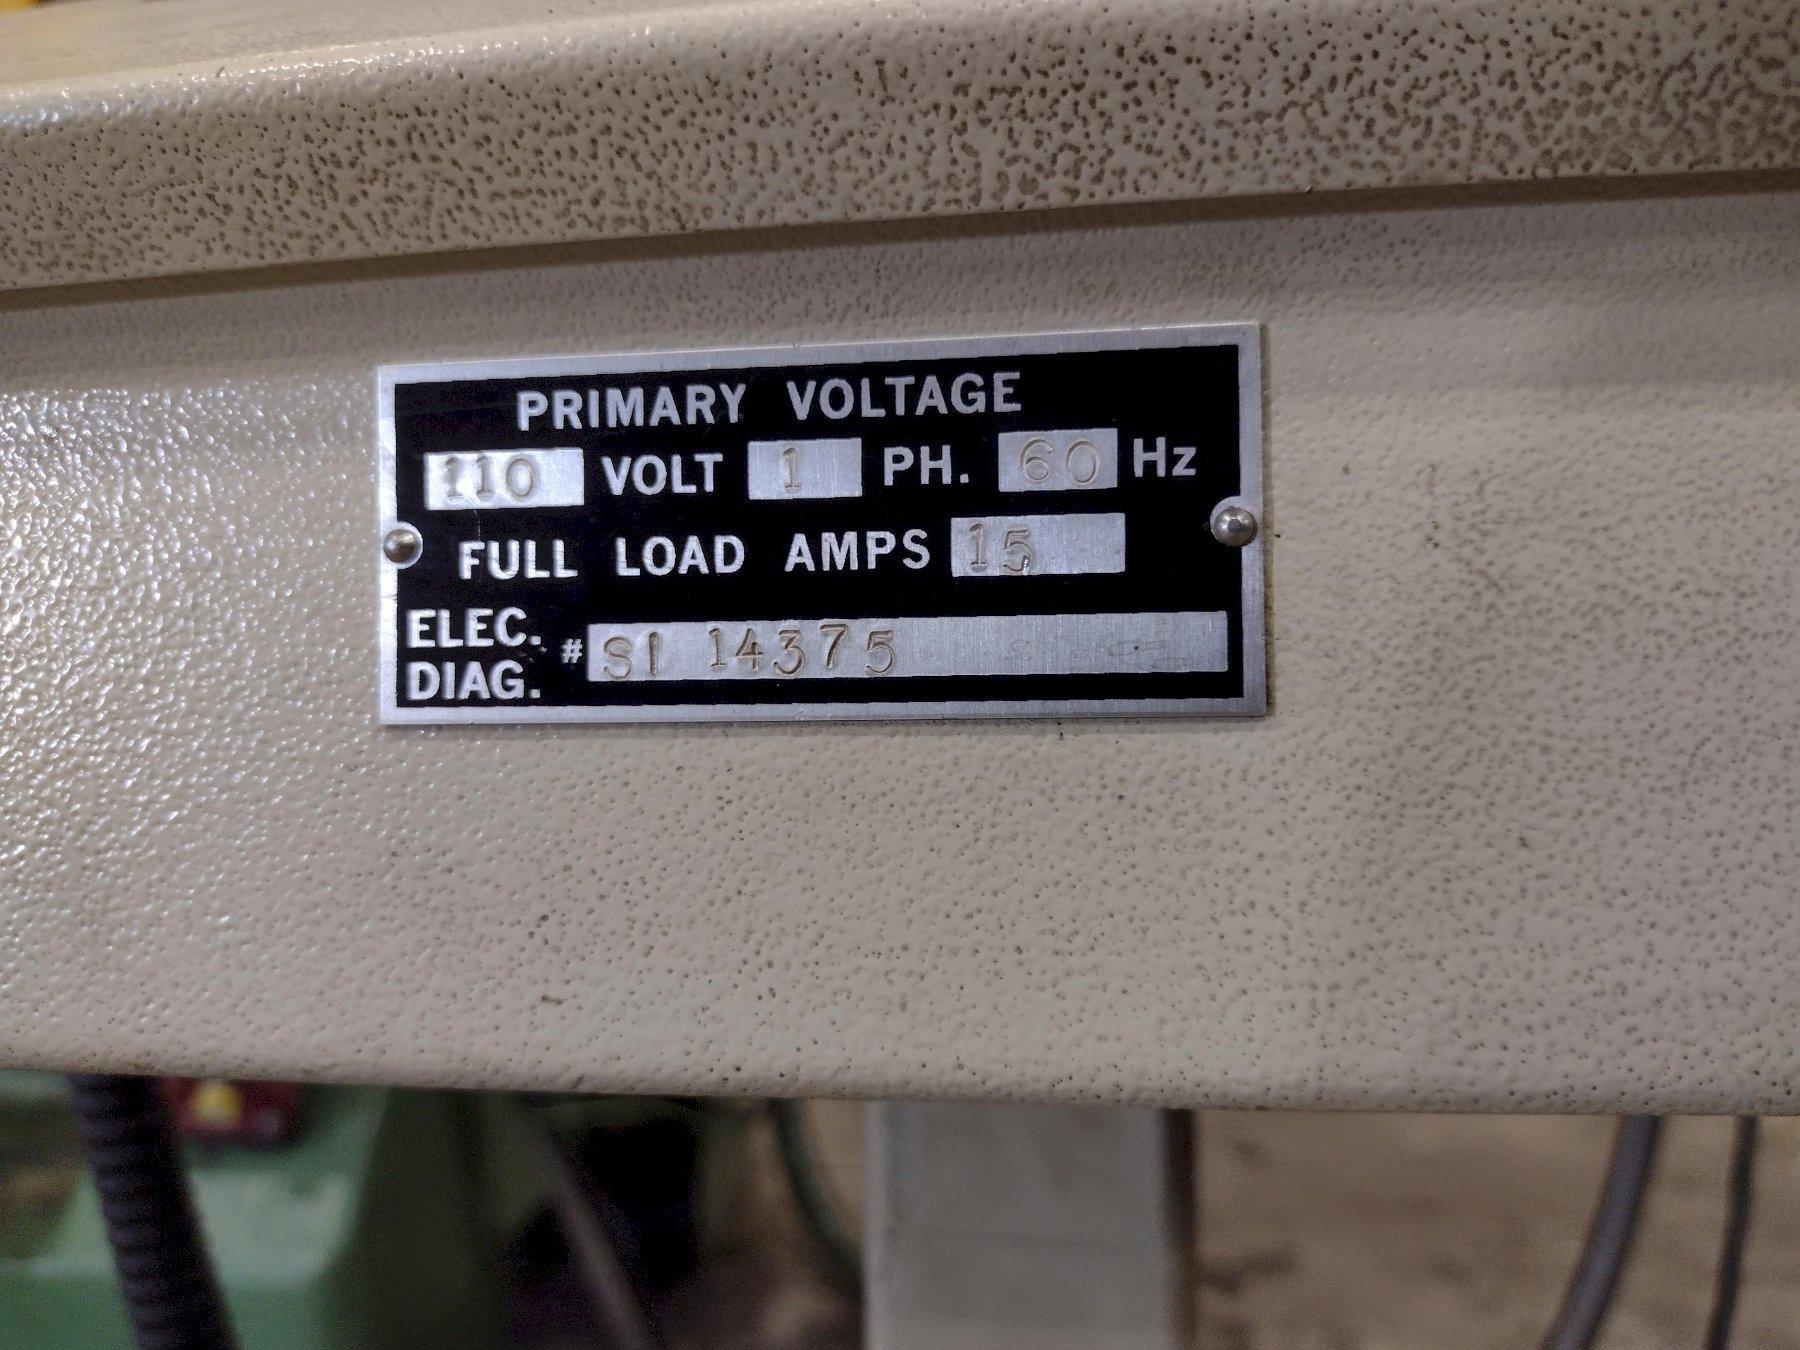 PRIMARY VOLTAGE
110 VOLT 1 PH. 60 Hz
FULL LOAD AMPS 15
ELEC. DIAG. # SI 14375